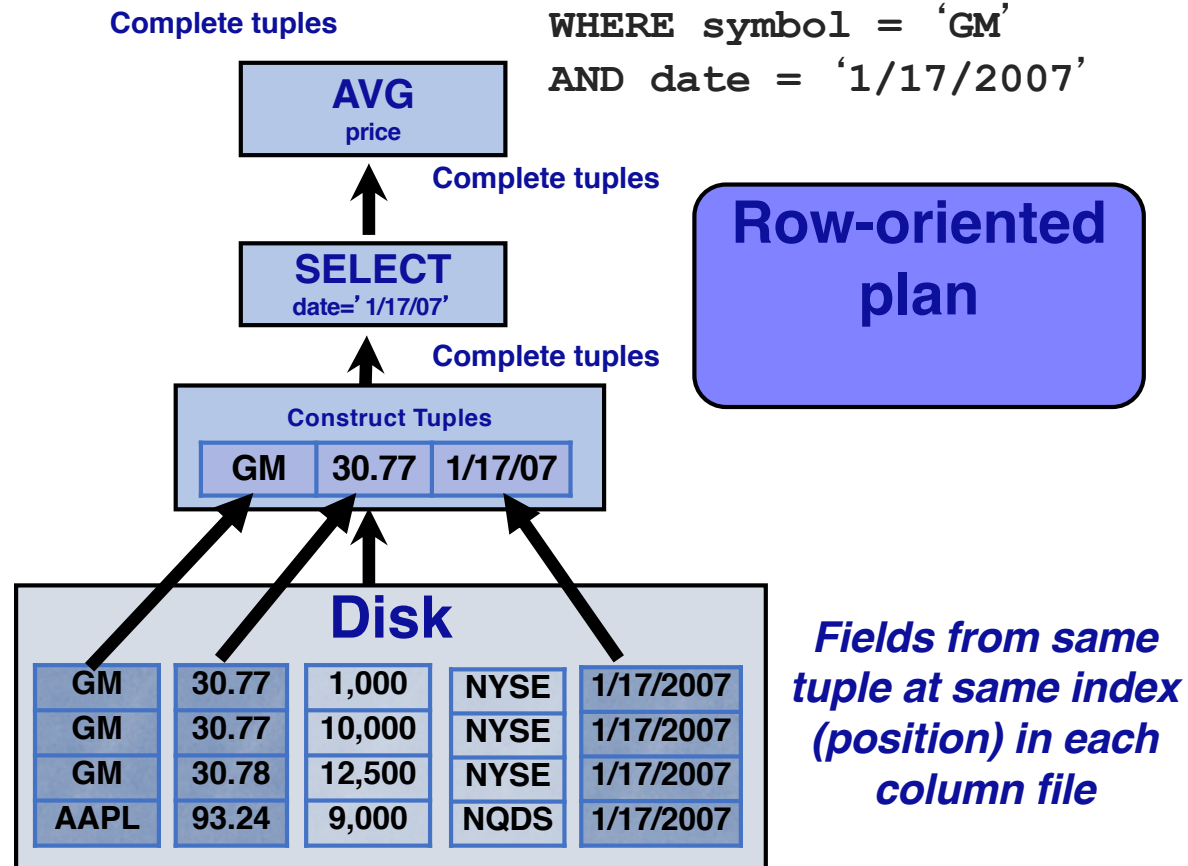 Complete tuples
WHERE symbol = ‘GM’
AND date = ‘1/17/2007’
AVG
price
Complete tuples
Row-oriented
plan
SELECT
date=’ 1/17/07’
Complete tuples
Construct Tuples
GM 30.77 1/17/07
Disk
GM 30.77 1,000 NYSE 1/17/2007
GM 30.77 10,000 NYSE 1/17/2007
GM 30.78 12,500 NYSE 1/17/2007
AAPL 93.24 9,000 NQDS 1/17/2007
Fields from same
tuple at same index
(position) in each
column file